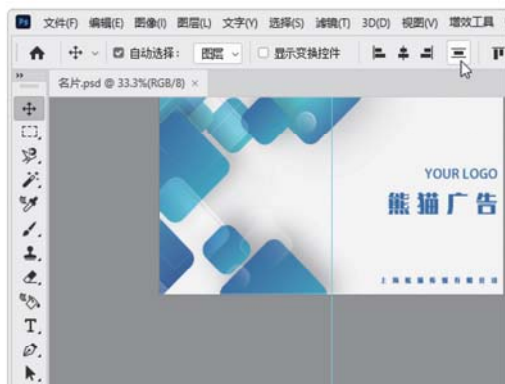 Ps 文件(F) 编辑(E) 图像(I) 图层(L) 文字(Y) 选择(S) 滤镜(T) 3D(D) 视图(V) 增效工具
自动选择: 图层 显示变换控件
名片.psd @ 33.3%(RGB/8) ×
YOUR LOGO
熊猫广告